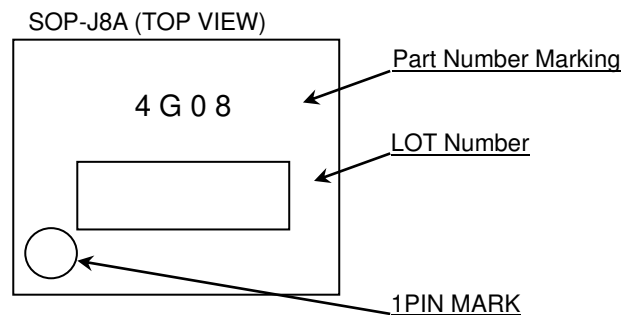 SOP-J8A (TOP VIEW)
Part Number Marking
4 G 0 8
LOT Number
1PIN MARK